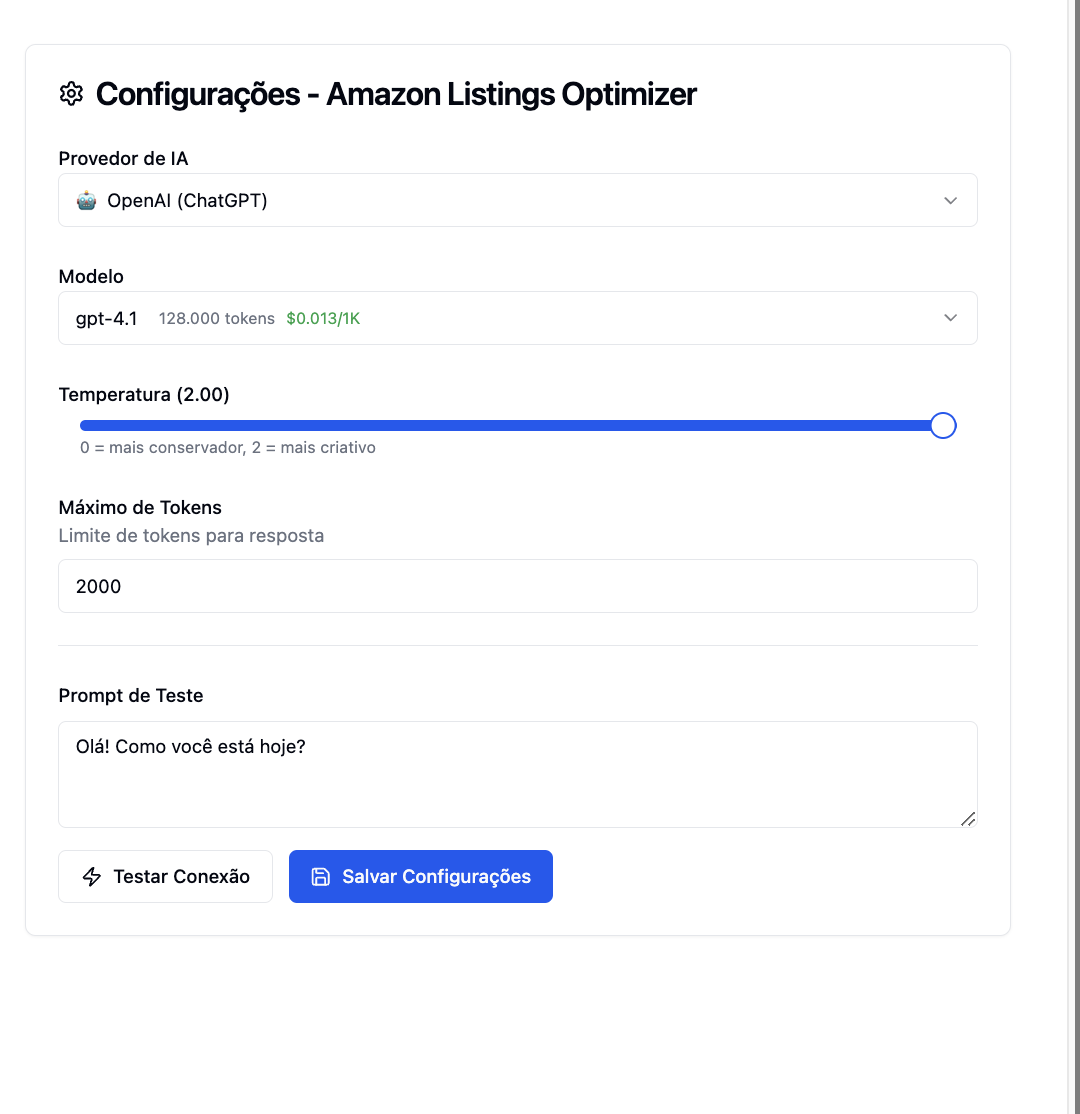 Configurações - Amazon Listings Optimizer
Provedor de IA
OpenAI (ChatGPT)
Modelo
gpt-4.1 128.000 tokens $0.013/1K
Temperatura (2.00)
0 = mais conservador, 2 = mais criativo
Máximo de Tokens
Limite de tokens para resposta
2000
Prompt de Teste
Olá! Como você está hoje?
Testar Conexão Salvar Configurações